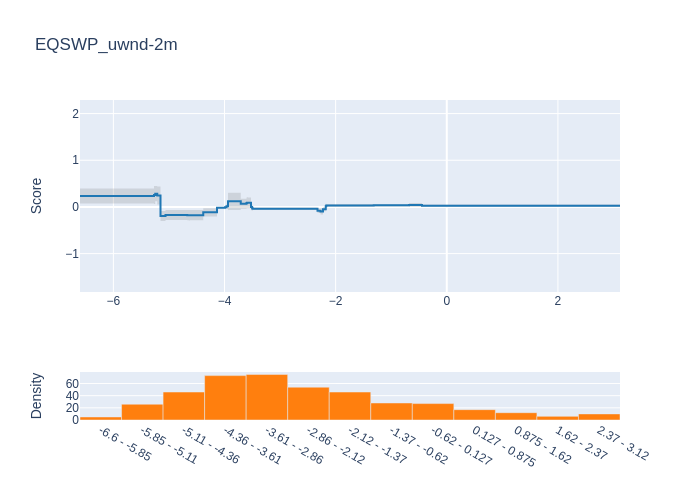 EQSWP_uwnd-2m
Score
2
1
0
−1
−6
−4
−2
0
2
Density
60
40
20
0
-6.6 - -5.85
-5.85 - -5.11
-5.11 - -4.36
-4.36 - -3.61
-3.61 - -2.86
-2.86 - -2.12
-2.12 - -1.37
-1.37 - -0.62
-0.62 - 0.127
0.127 - 0.875
0.875 - 1.62
1.62 - 2.37
2.37 - 3.12